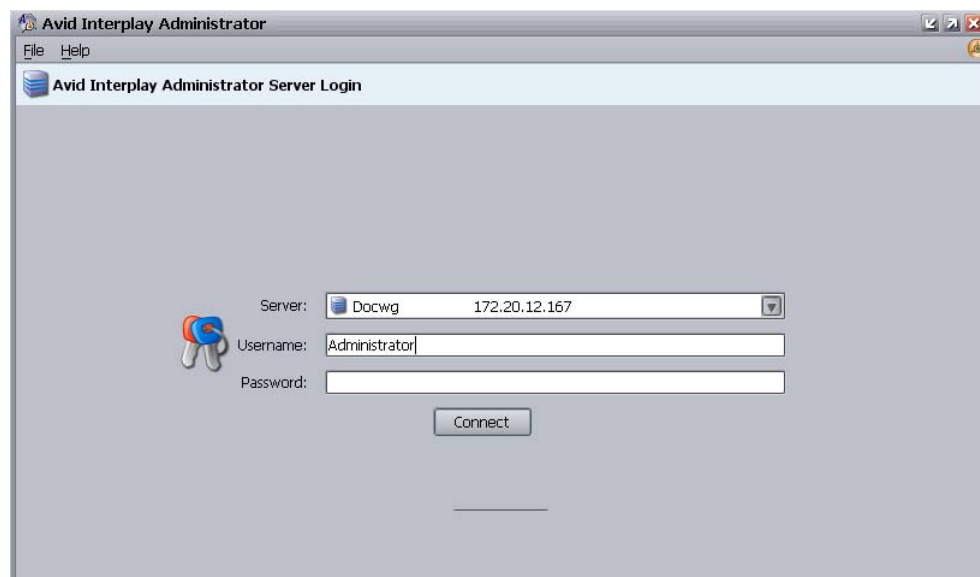 Avid Interplay Administrator
File Help
Avid Interplay Administrator Server Login
Server: Docwg 172.20.12.167
Username: Administrator
Password:
Connect